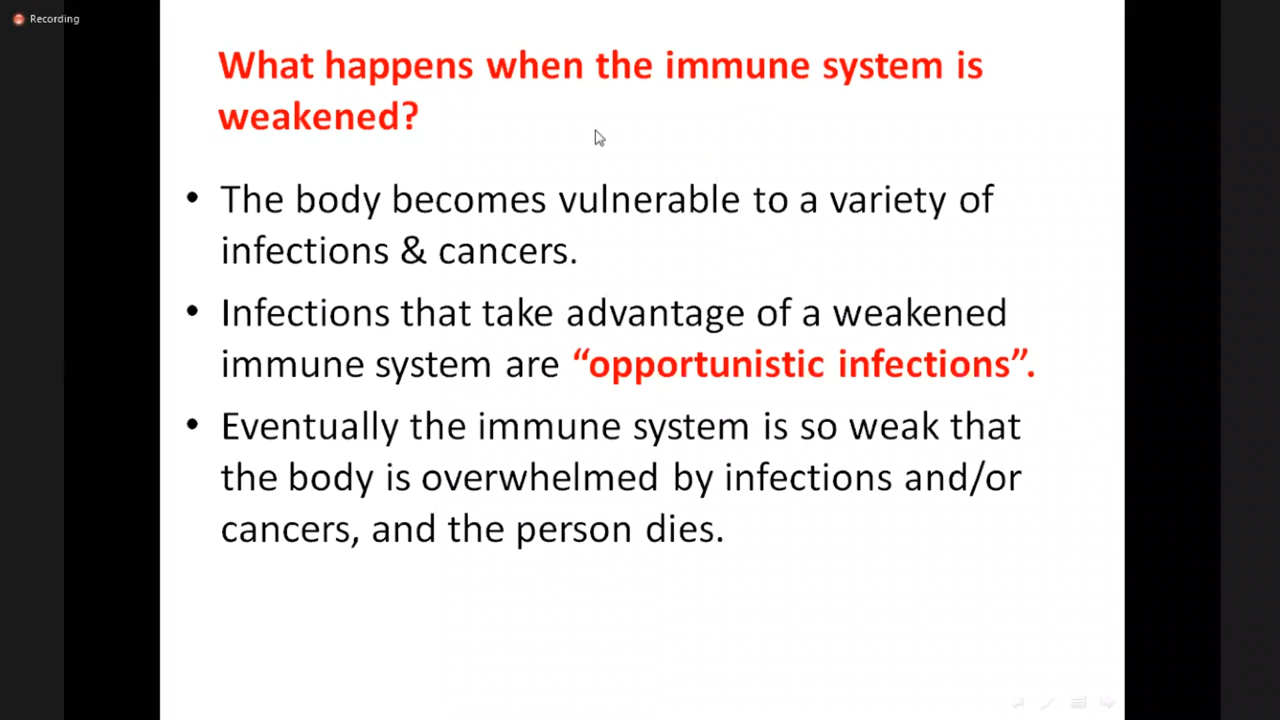 Recording
What happens when the immune system is
weakened?
• The body becomes vulnerable to a variety of
infections & cancers.
• Infections that take advantage of a weakened
immune system are “opportunistic infections”.
• Eventually the immune system is so weak that
the body is overwhelmed by infections and/or
cancers, and the person dies.